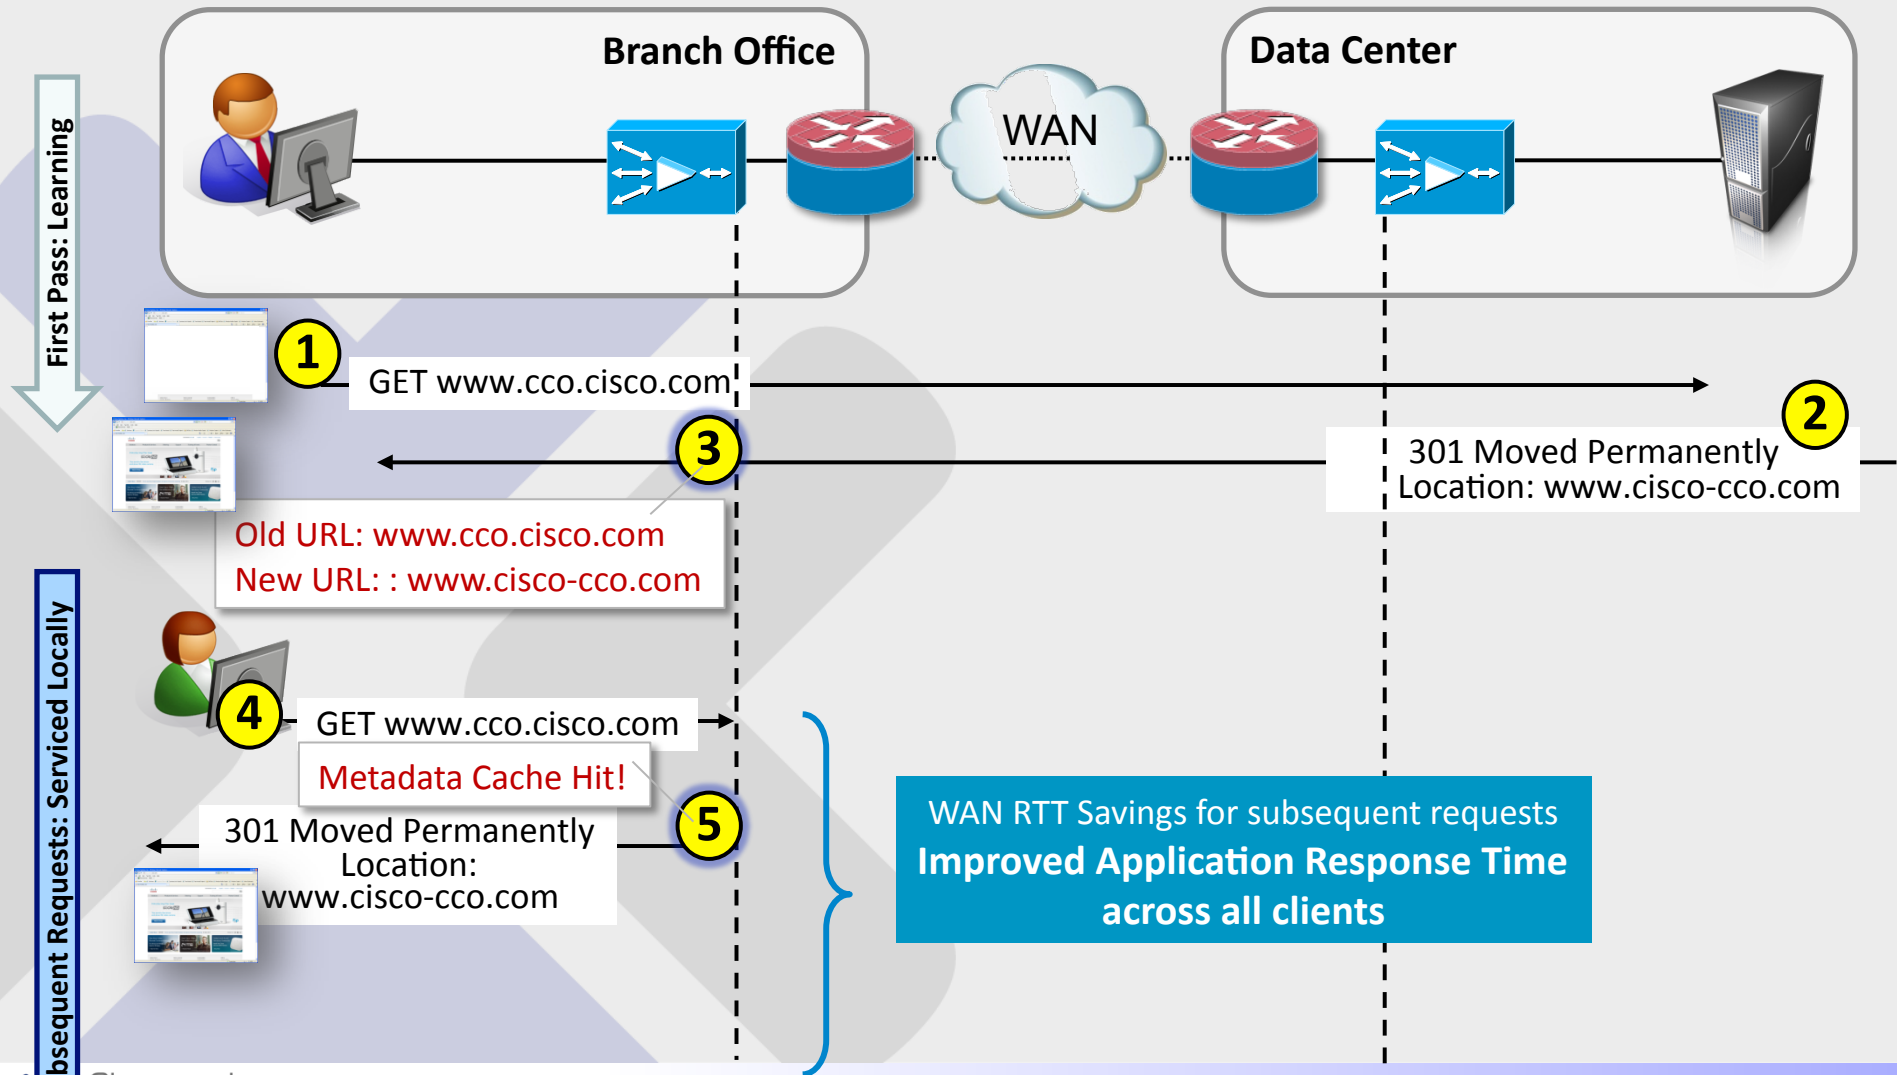 Branch Office
Data Center
WAN
First Pass: Learning
1
GET www.cco.cisco.com
2
301 Moved Permanently
Location: www.cisco-cco.com
3
Old URL: www.cco.cisco.com
New URL: : www.cisco-cco.com
bsequent Requests: Serviced Locally
4
GET www.cco.cisco.com
Metadata Cache Hit!
5
301 Moved Permanently
Location:
www.cisco-cco.com
WAN RTT Savings for subsequent requests
Improved Application Response Time
across all clients